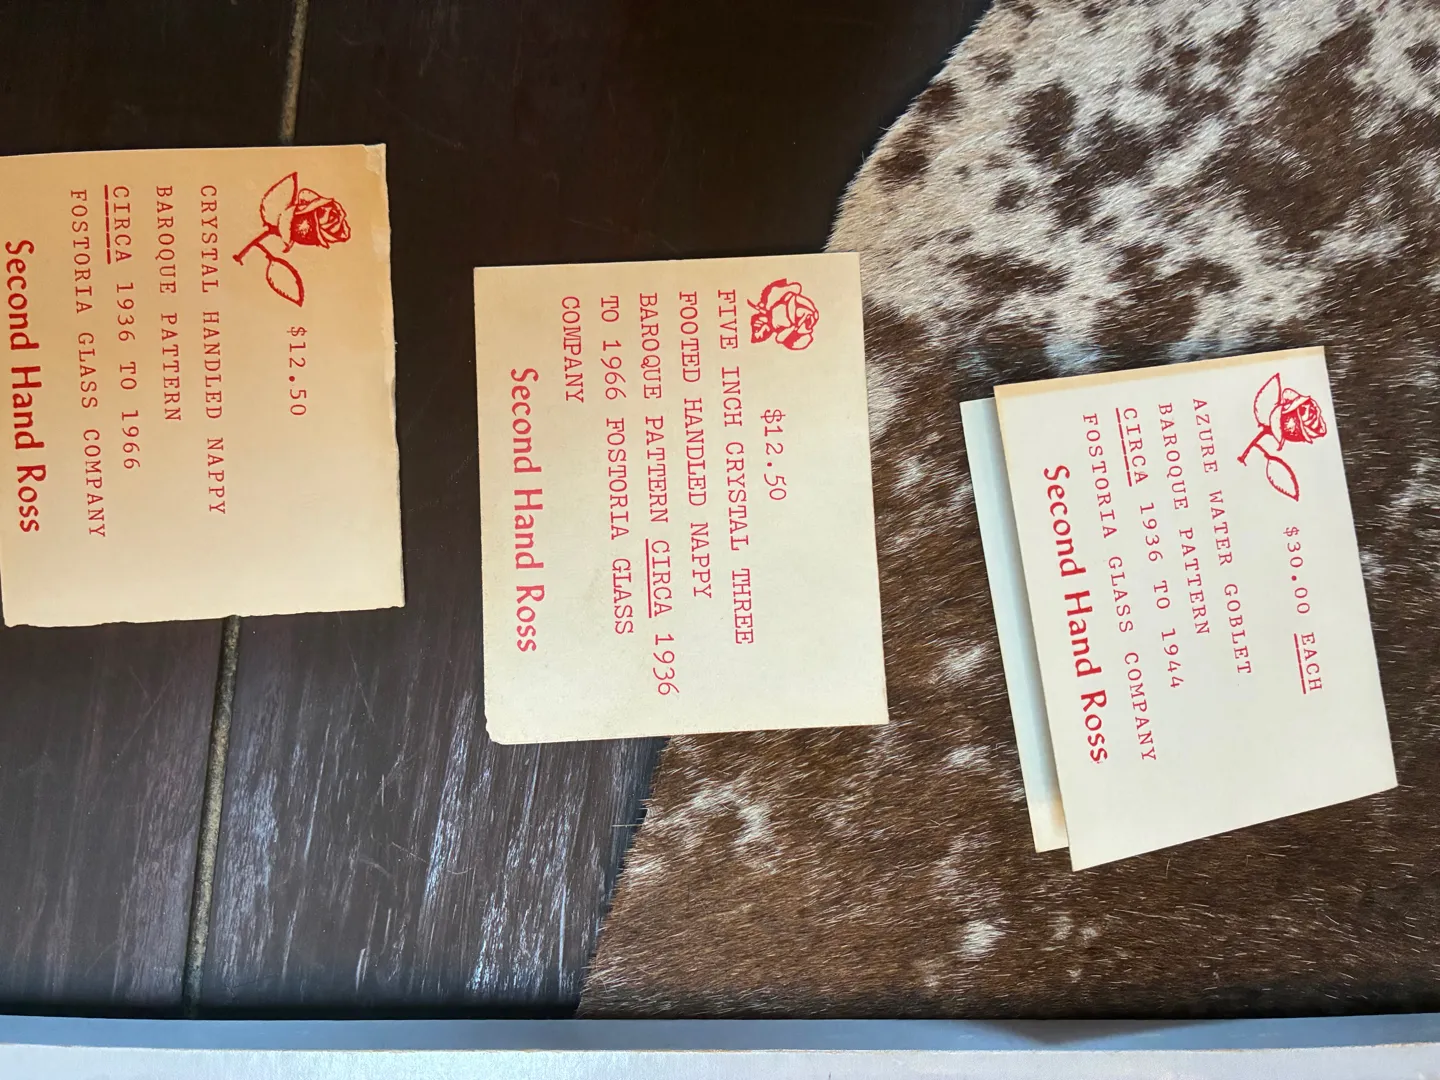 $30.00 EACH
AZURE WATER GOBLET
BAROQUE PATTERN
CIRCA 1936 TO 1944
FOSTORIA GLASS COMPANY
Second Hand Ross
$12.50
FIVE INCH CRYSTAL THREE
FOOTED HANDLED NAPPY
BAROQUE PATTERN CIRCA 1936
TO 1966 FOSTORIA GLASS
COMPANY
Second Hand Ross
$12.50
CRYSTAL HANDLED NAPPY
BAROQUE PATTERN
CIRCA 1936 TO 1966
FOSTORIA GLASS COMPANY
Second Hand Ross